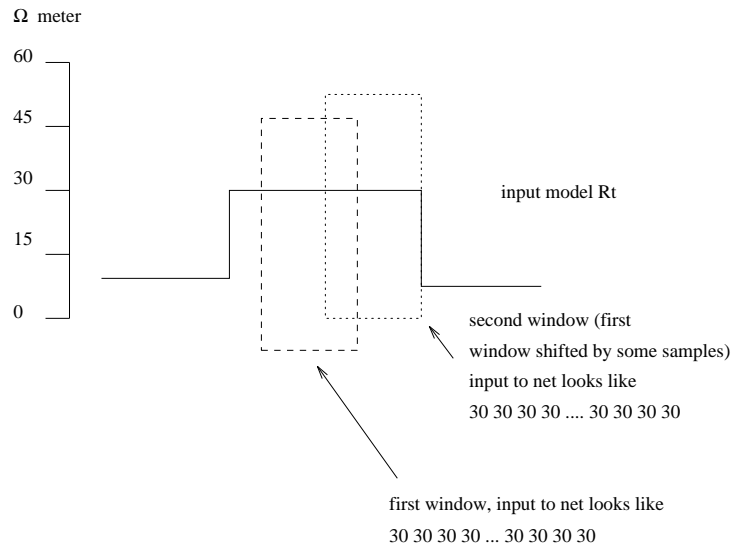 Ω meter
60
45
30
15
0
input model Rt
second window (first
window shifted by some samples)
input to net looks like
30 30 30 30 .... 30 30 30 30
first window, input to net looks like
30 30 30 30 ... 30 30 30 30